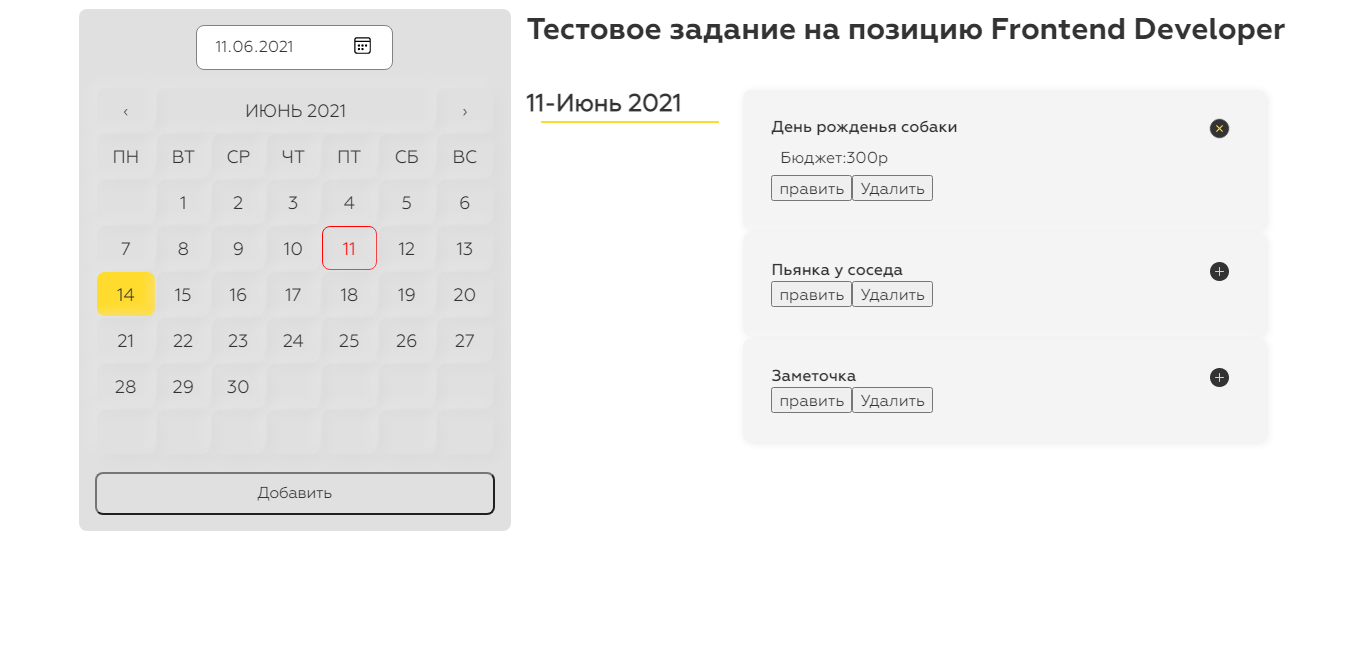 11.06.2021
‹ ИЮНЬ 2021 ›
ПН ВТ СР ЧТ ПТ СБ ВС
1 2 3 4 5 6
7 8 9 10 11 12 13
14 15 16 17 18 19 20
21 22 23 24 25 26 27
28 29 30
Добавить
Тестовое задание на позицию Frontend Developer
11-Июнь 2021
День рожденья собаки
Бюджет:300р
править Удалить
Пьянка у соседа
править Удалить
Заметочка
править Удалить